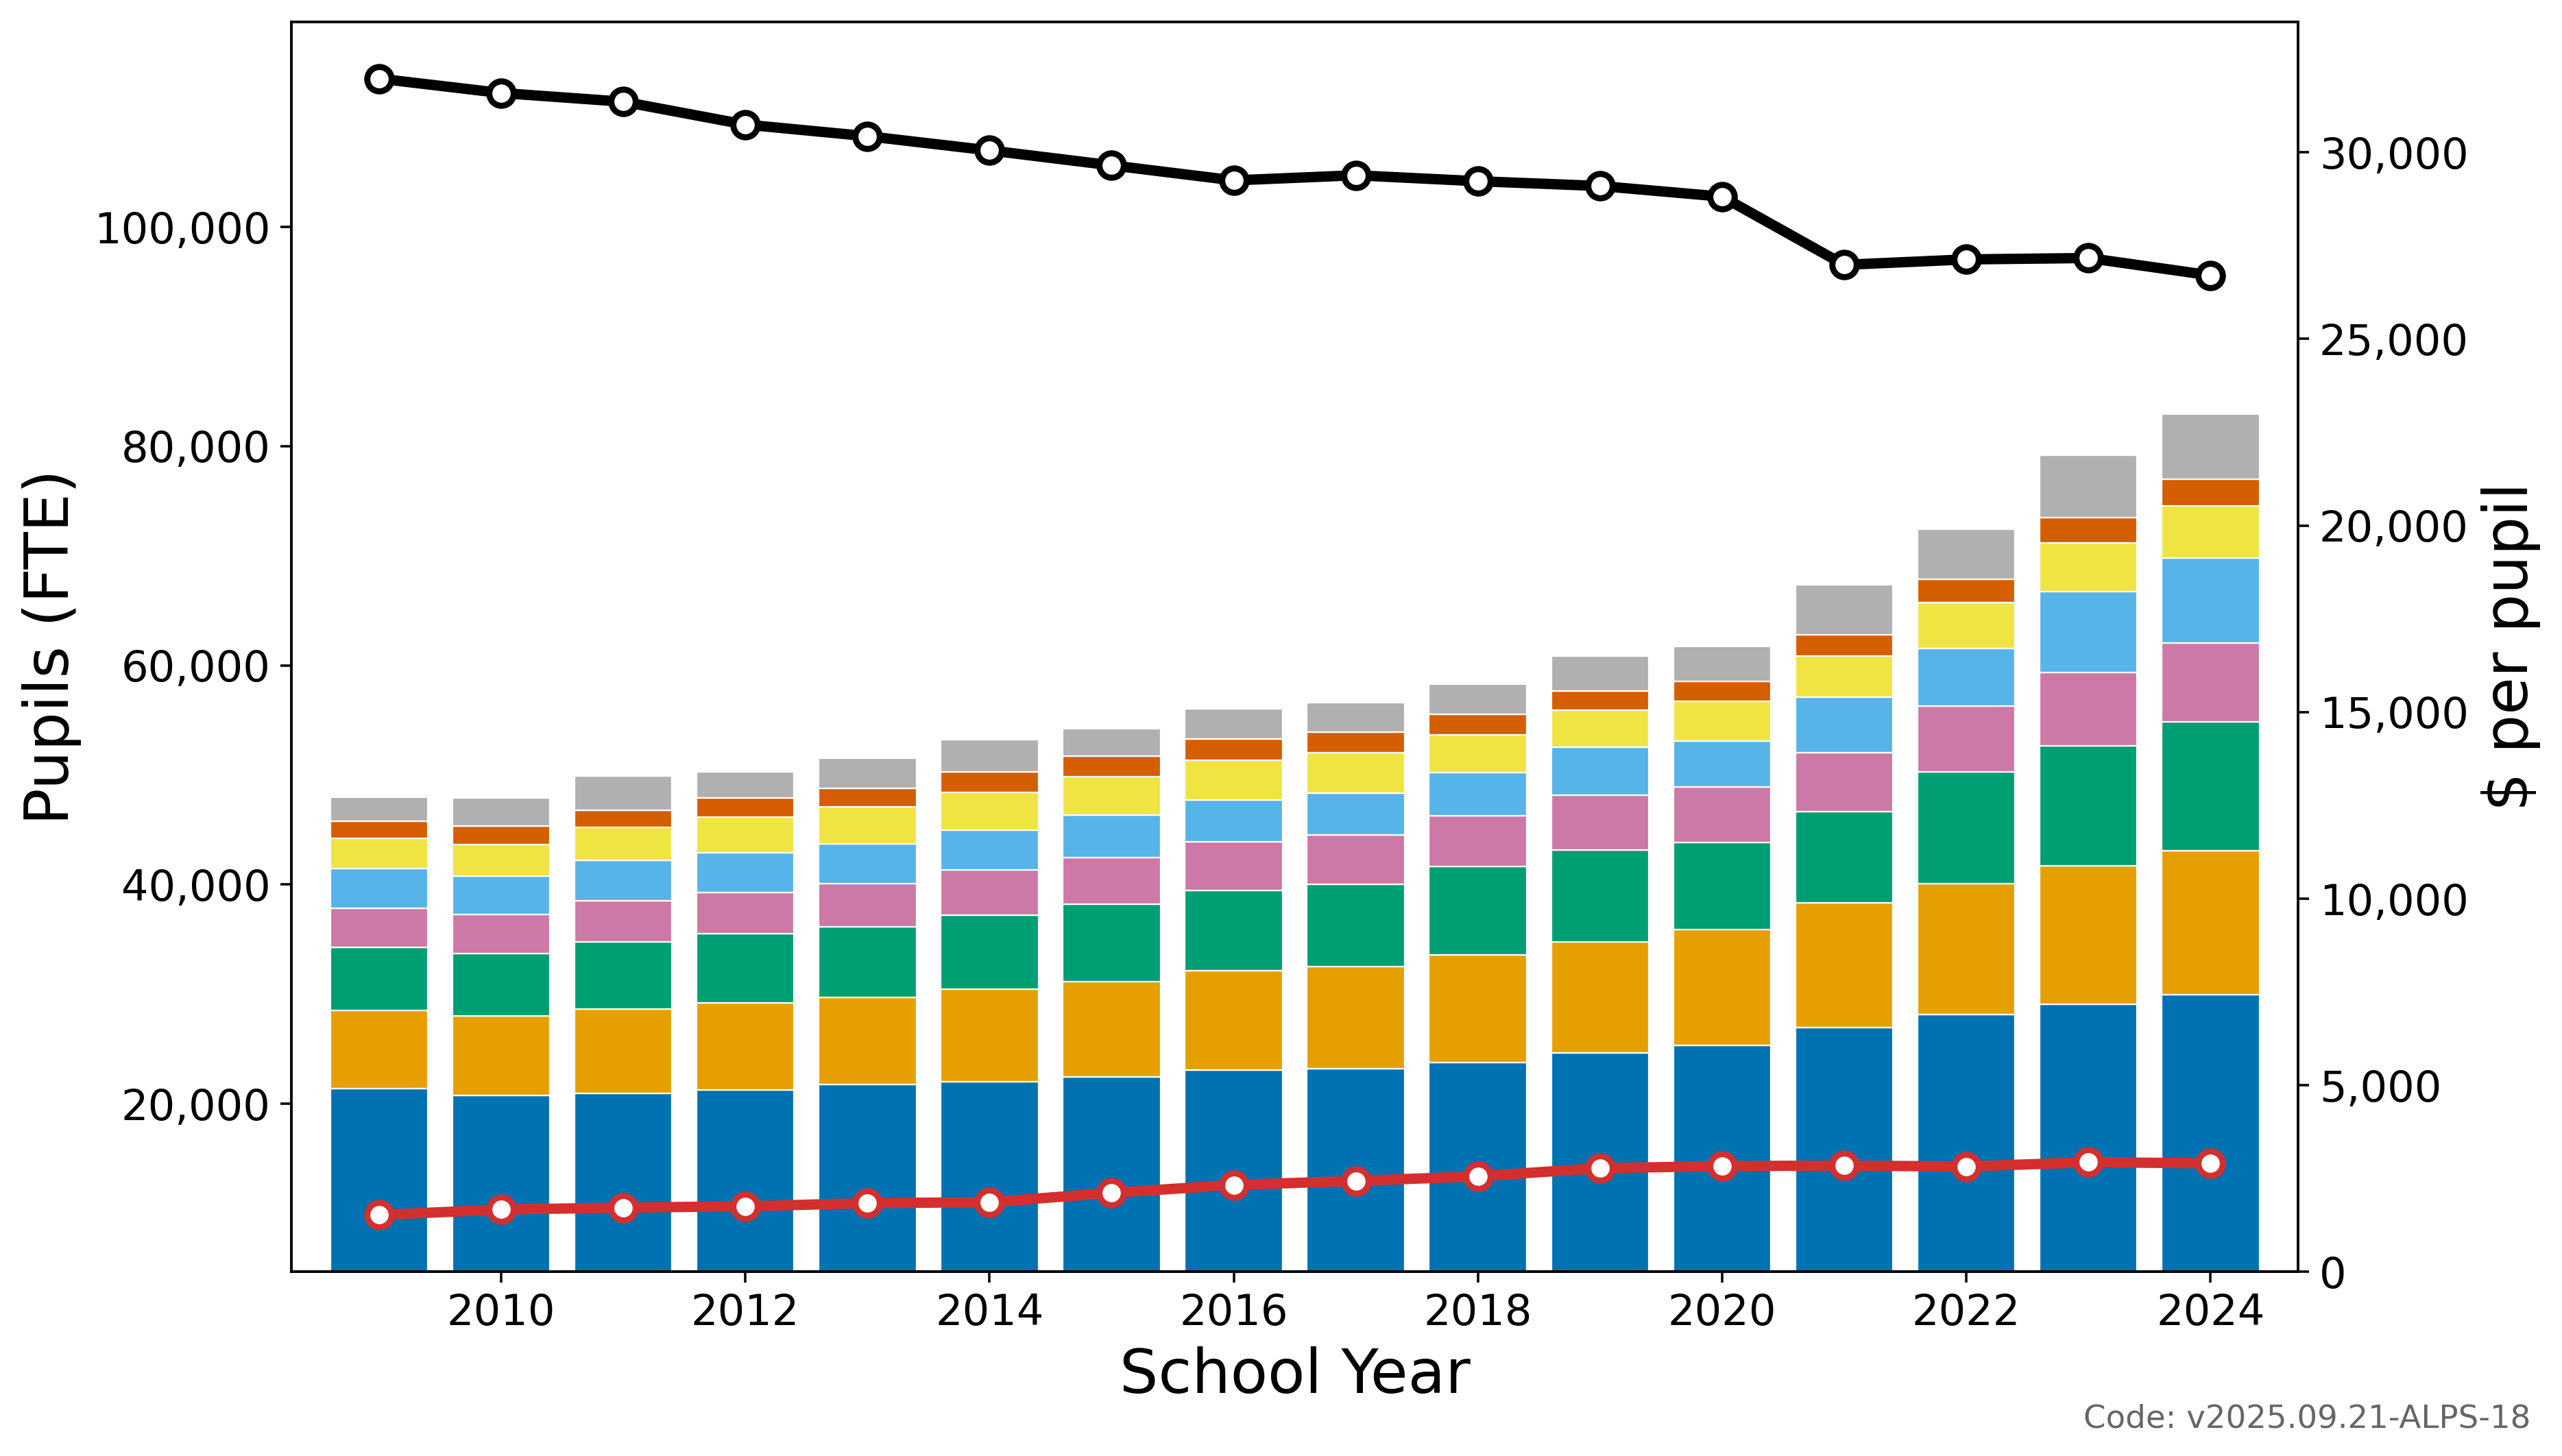 Pupils (FTE)
100,000
80,000
60,000
40,000
20,000
30,000
25,000
20,000
15,000
10,000
5,000
0
$ per pupil
2010 2012 2014 2016 2018 2020 2022 2024
School Year
Code: v2025.09.21-ALPS-18